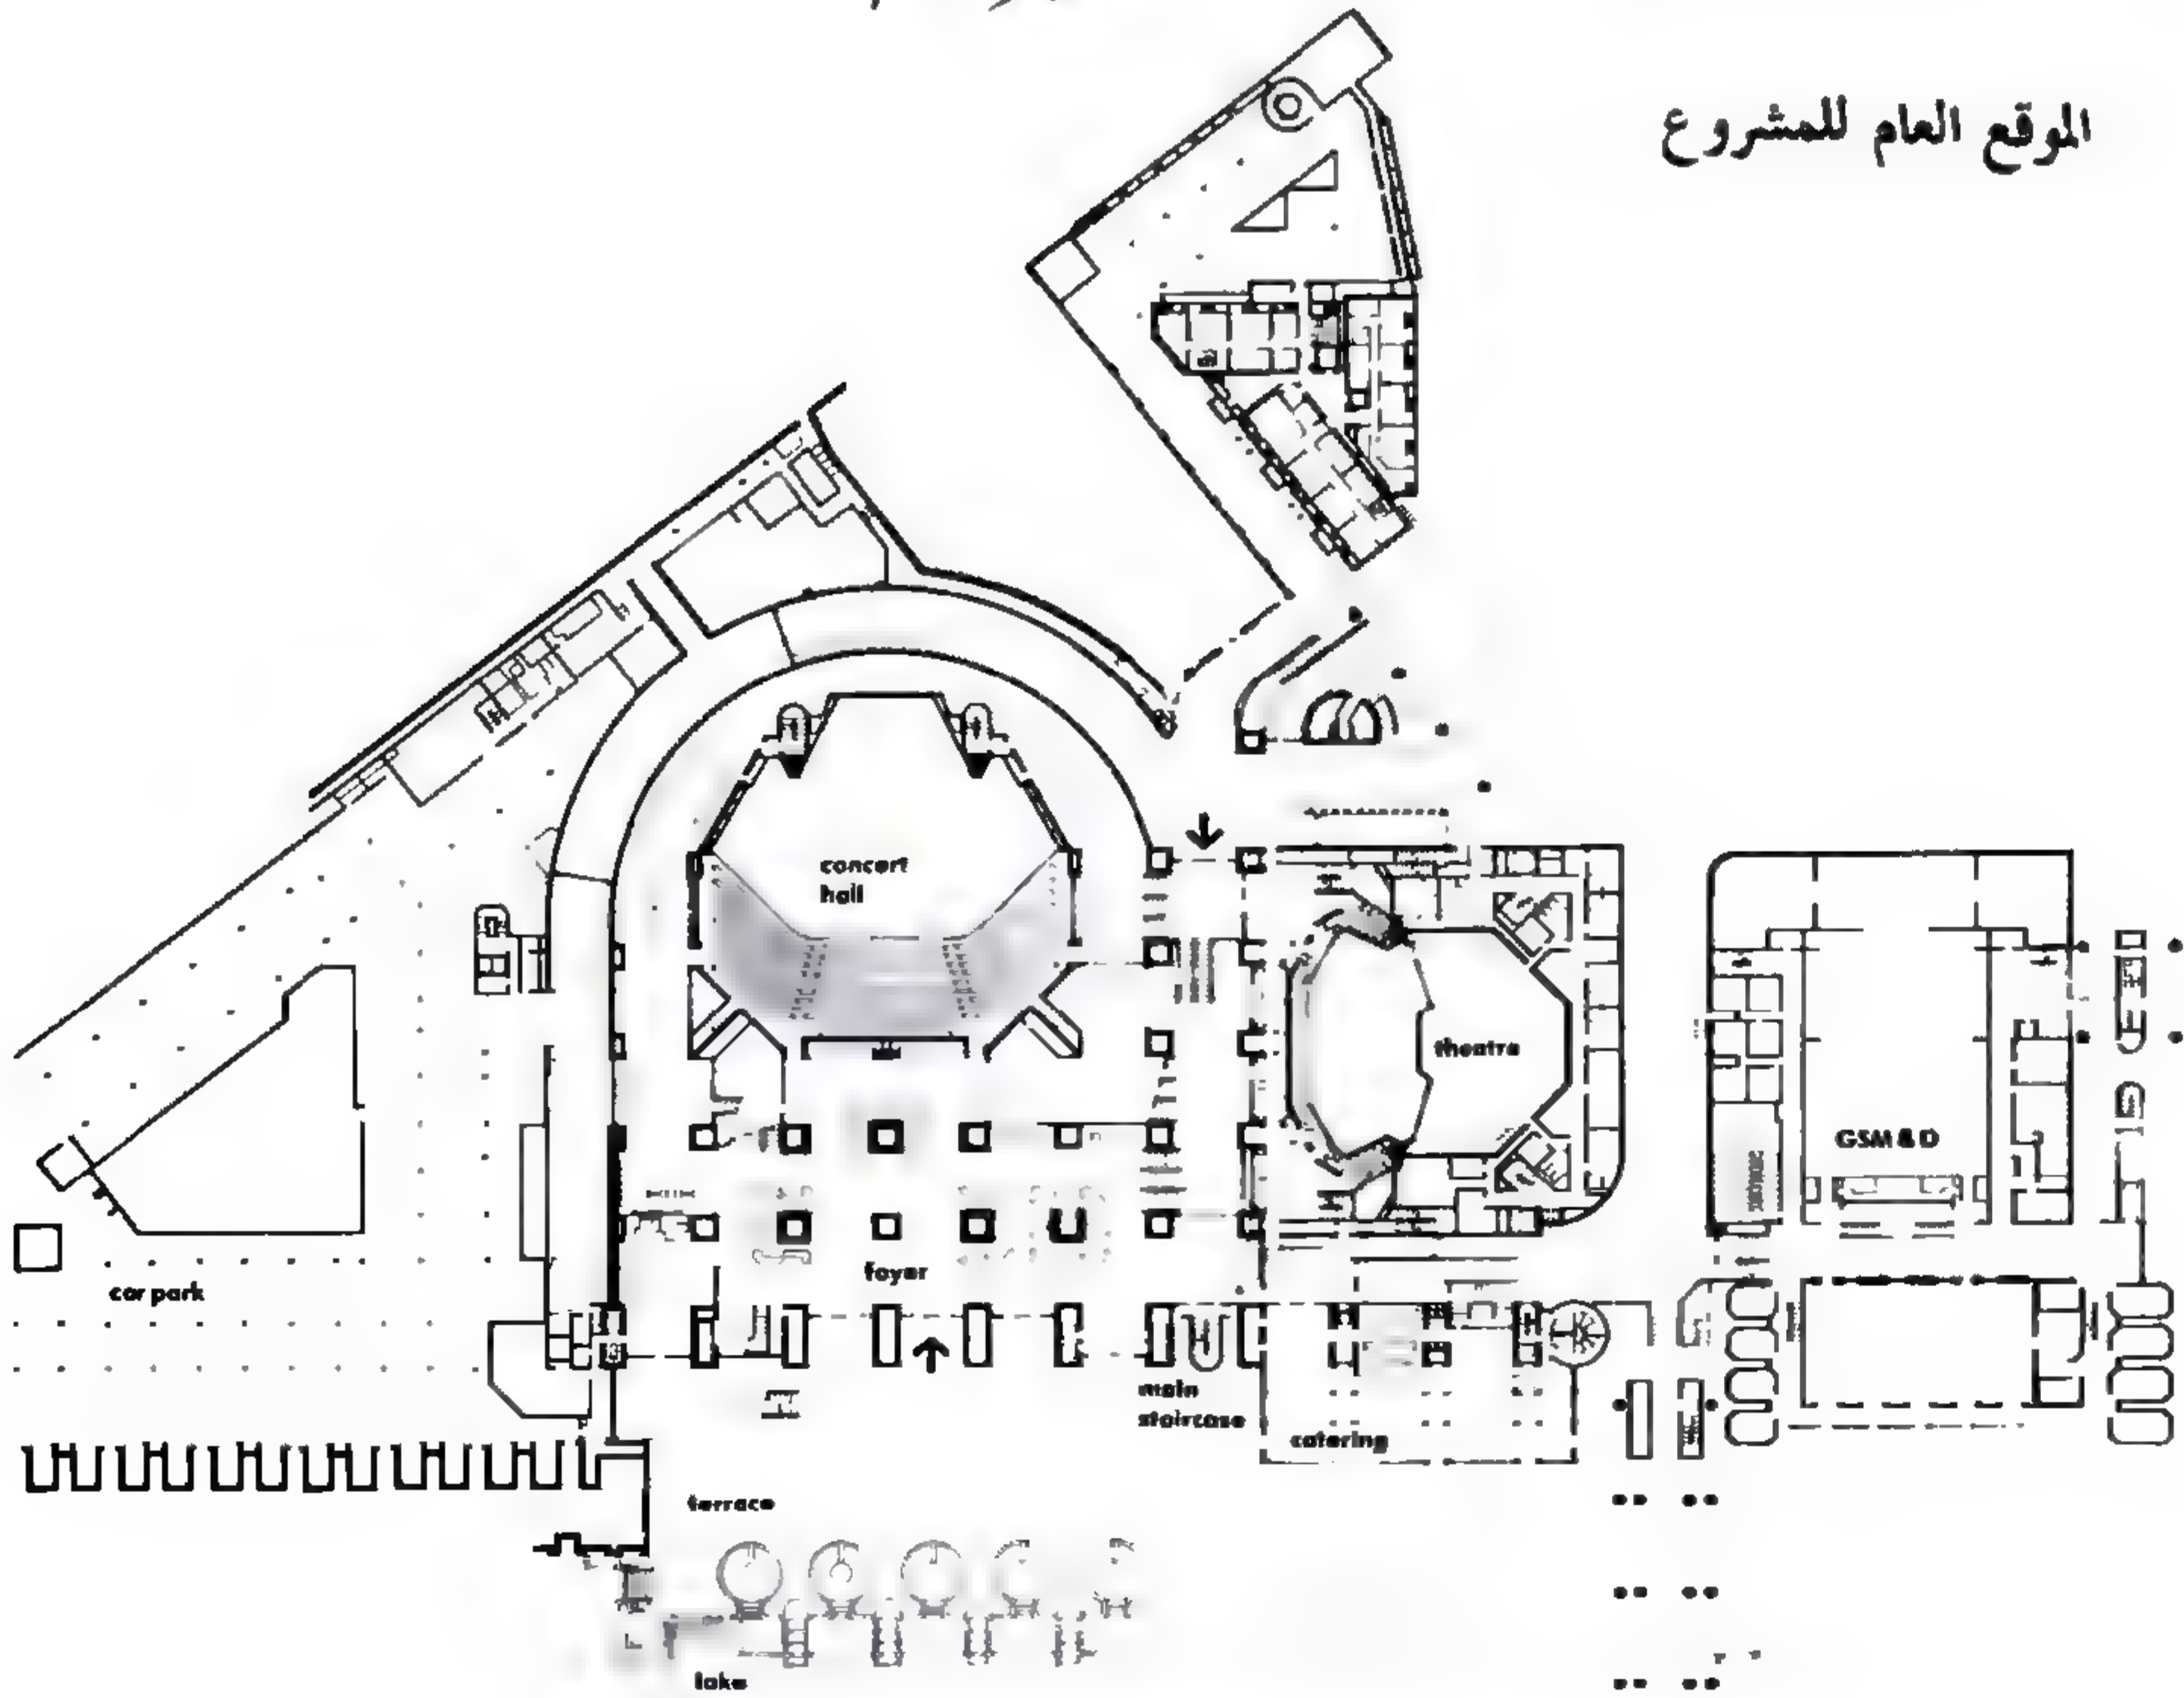 الموقع العام للمشروع
concert
hall
theatre
GSM & D
foyer
car park
main
staircase
catering
terrace
lake